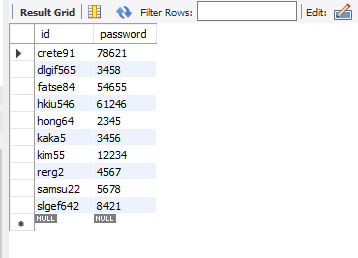 Result Grid Filter Rows: Edit:
id password
crete91 78621
dlgif565 3458
fatse84 54655
hkiu546 61246
hong64 2345
kaka5 3456
kim55 12234
rerg2 4567
samsu22 5678
slgef642 8421
NULL NULL